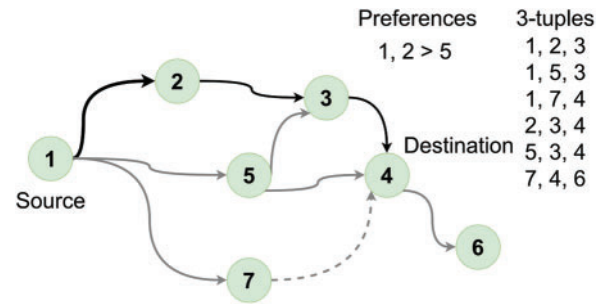 Preferences
1, 2 > 5
3-tuples
1, 2, 3
1, 5, 3
1, 7, 4
2, 3, 4
5, 3, 4
7, 4, 6
2
3
1
Source
5
Destination
4
6
7